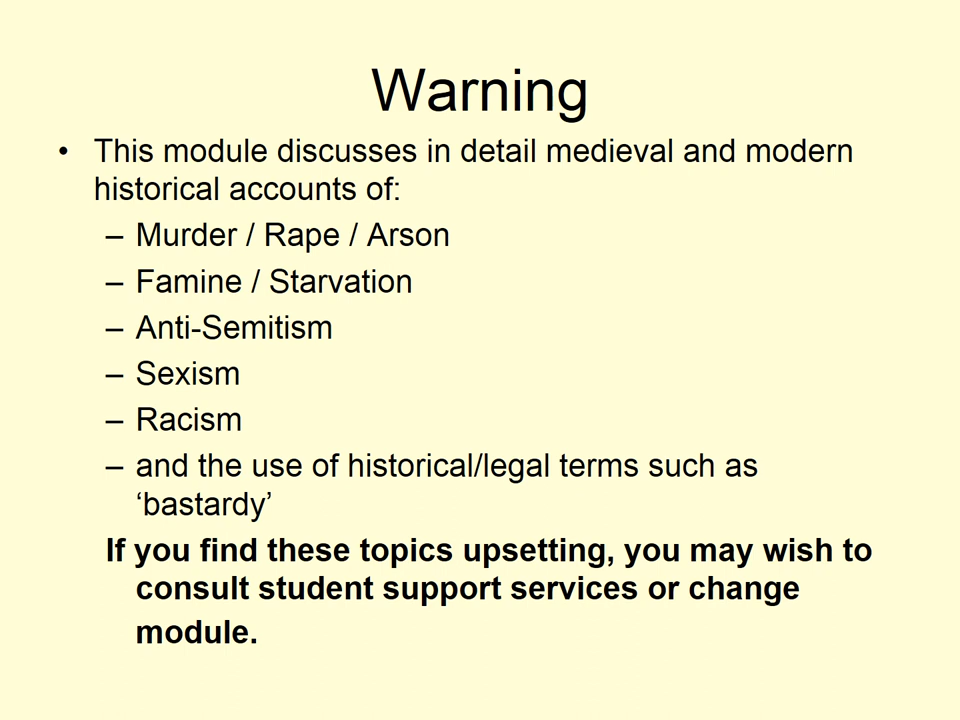 Warning
• This module discusses in detail medieval and modern
historical accounts of:
– Murder / Rape / Arson
– Famine / Starvation
– Anti-Semitism
– Sexism
– Racism
– and the use of historical/legal terms such as
‘bastardy’
If you find these topics upsetting, you may wish to
consult student support services or change
module.